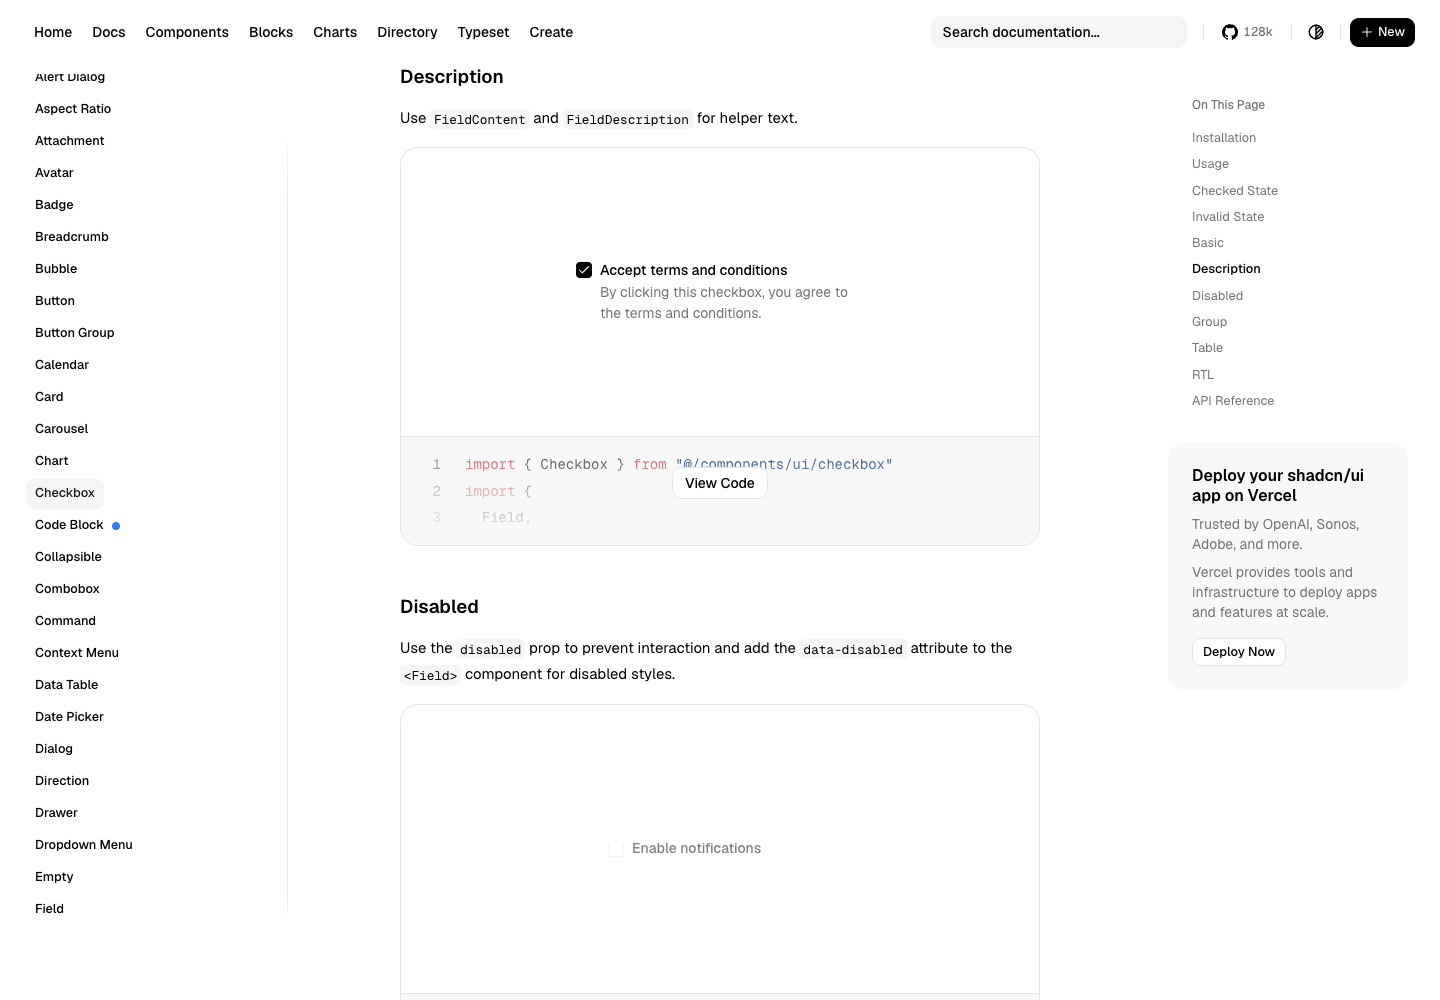 Home Docs Components Blocks Charts Directory Typeset Create
Search documentation...
128k
New
Alert Dialog
Aspect Ratio
Attachment
Avatar
Badge
Breadcrumb
Bubble
Button
Button Group
Calendar
Card
Carousel
Chart
Checkbox
Code Block
Collapsible
Combobox
Command
Context Menu
Data Table
Date Picker
Dialog
Direction
Drawer
Dropdown Menu
Empty
Field
Description
Use FieldContent and FieldDescription for helper text.
Accept terms and conditions
By clicking this checkbox, you agree to
the terms and conditions.
1 import { Checkbox } from "@/components/ui/checkbox"
View Code
2 import {
3 Field,
Disabled
Use the disabled prop to prevent interaction and add the data-disabled attribute to the
<Field> component for disabled styles.
Enable notifications
On This Page
Installation
Usage
Checked State
Invalid State
Basic
Description
Disabled
Group
Table
RTL
API Reference
Deploy your shadcn/ui
app on Vercel
Trusted by OpenAI, Sonos,
Adobe, and more.
Vercel provides tools and
infrastructure to deploy apps
and features at scale.
Deploy Now